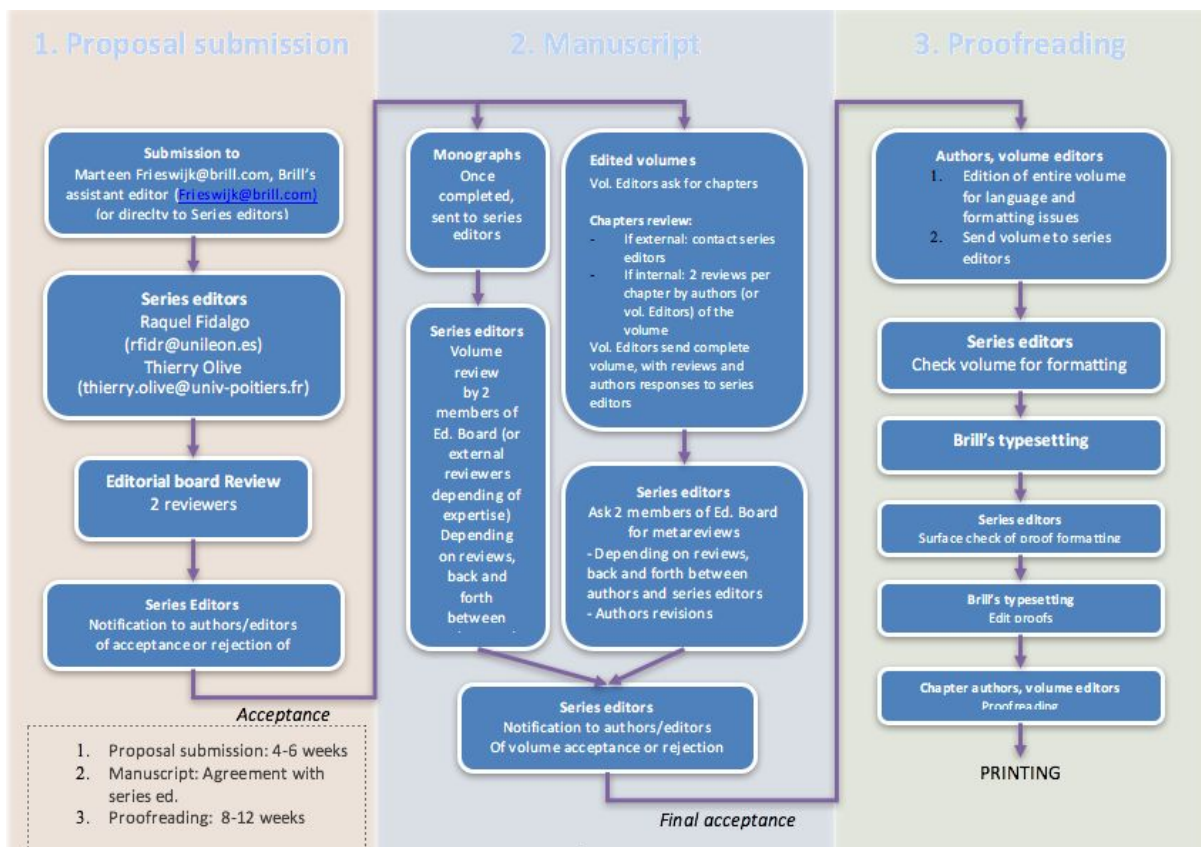 1. Proposal submission
Submission to
Marteen Frieswijk@brill.com, Brill's
assistant editor (Frieswijk@brill.com)
(or direclty to Series editors)
Series editors
Raquel Fidalgo
(rfidr@unileon.es)
Thierry Olive
(thierry.olive@univ-poitiers.fr)
Editorial board Review
2 reviewers
Series Editors
Notification to authors/editors
of acceptance or rejection of
Acceptance
1. Proposal submission: 4-6 weeks
2. Manuscript: Agreement with
series ed.
3. Proofreading: 8-12 weeks
2. Manuscript
Monographs
Once
completed,
sent to series
editors
Series editors
Volume
review
by 2
members of
Ed. Board (or
external
reviewers
depending of
expertise)
Depending
on reviews,
back and
forth
between
Edited volumes
Vol. Editors ask for chapters
Chapters review:
- If external: contact series
editors
- If internal: 2 reviews per
chapter by authors (or
vol. Editors) of the
volume
Vol. Editors send complete
volume, with reviews and
authors responses to series
editors
Series editors
Ask 2 members of Ed. Board
for metareviews
- Depending on reviews,
back and forth between
authors and series editors
- Authors revisions
Series editors
Notification to authors/editors
Of volume acceptance or rejection
Final acceptance
3. Proofreading
Authors, volume editors
1. Edition of entire volume
for language and
formatting issues
2. Send volume to series
editors
Series editors
Check volume for formatting
Brill's typesetting
Series editors
Surface check of proof formatting
Brill's typesetting
Edit proofs
Chapter authors, volume editors
Proofreading
PRINTING